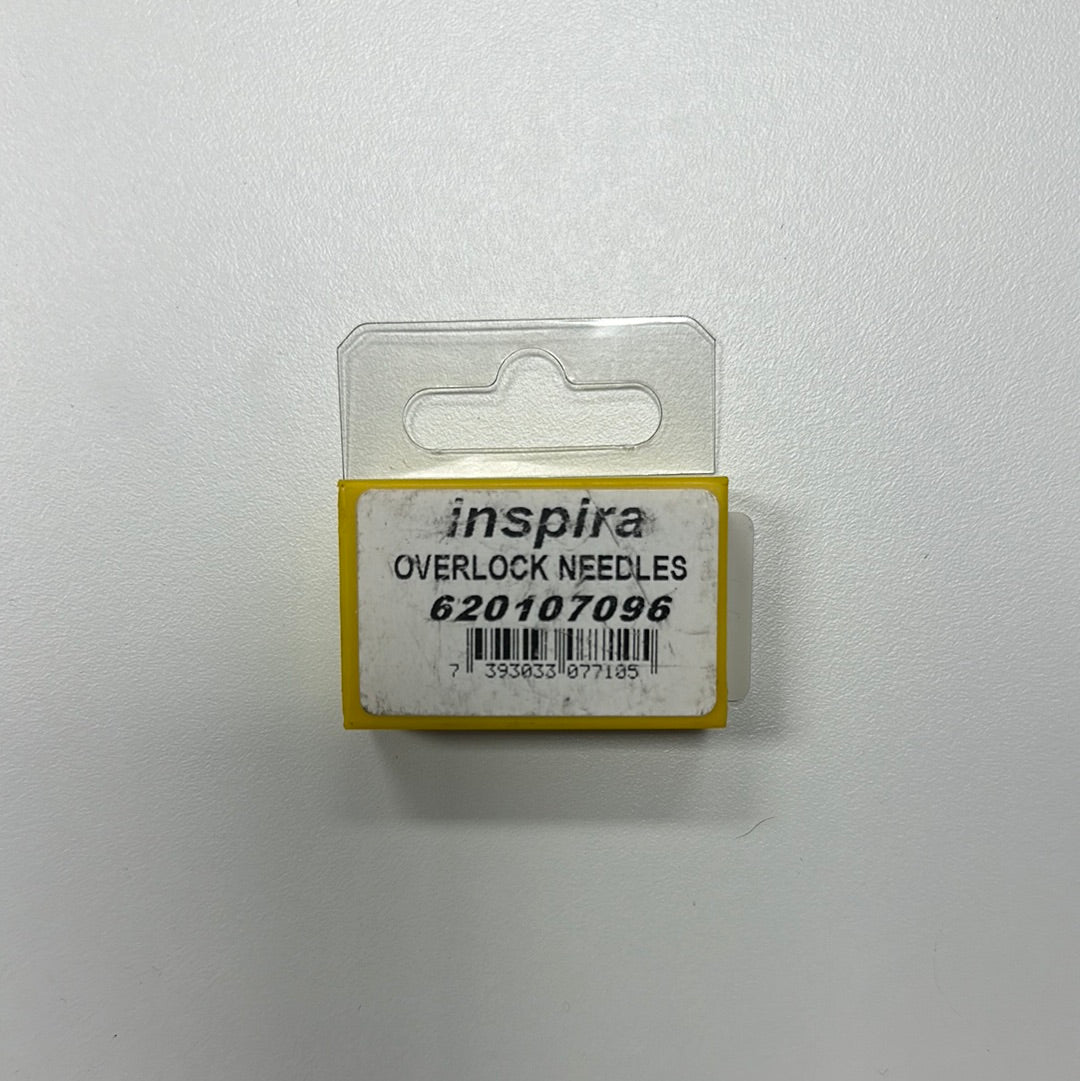 inspira
OVERLOCK NEEDLES
620107096
7 393033 077105